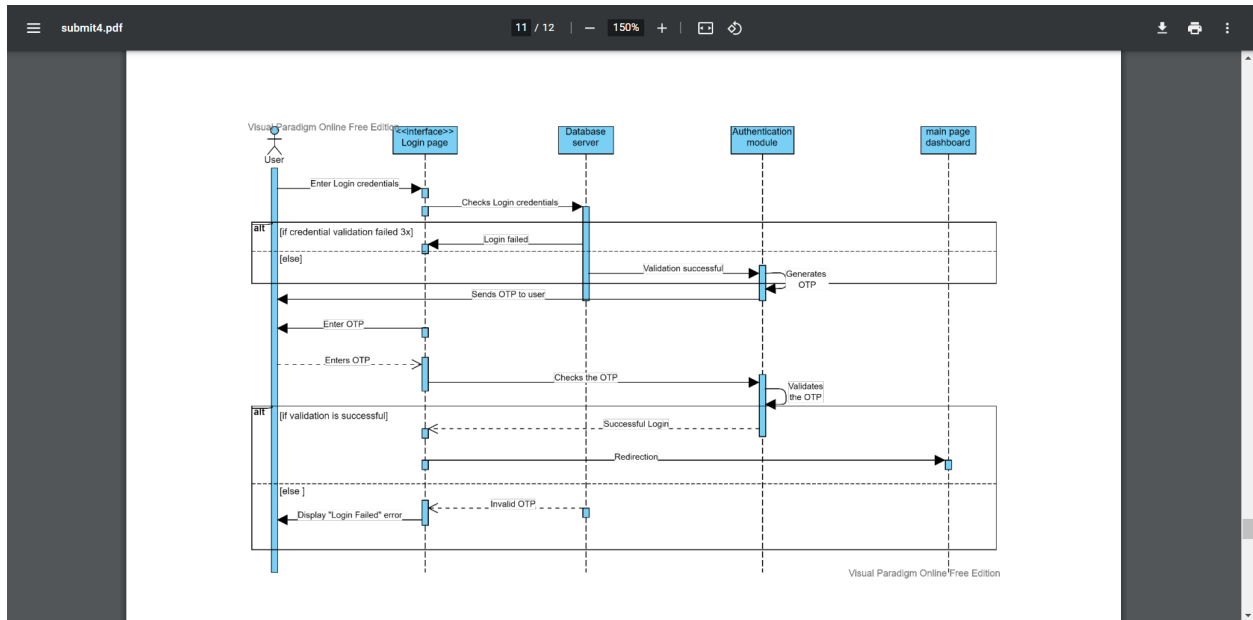 submit4.pdf
11 / 12
150%
Visual Paradigm Online Free Edition
User
<<interface>>
Login page
Database
server
Authentication
module
main page
dashboard
Enter Login credentials
Checks Login credentials
alt
[if credential validation failed 3x]
Login failed
[else]
Validation successful
Generates
OTP
Sends OTP to user
Enter OTP
Enters OTP
Checks the OTP
Validates
the OTP
alt
[if validation is successful]
Successful Login
Redirection
[else ]
Invalid OTP
Display "Login Failed" error
Visual Paradigm Online Free Edition